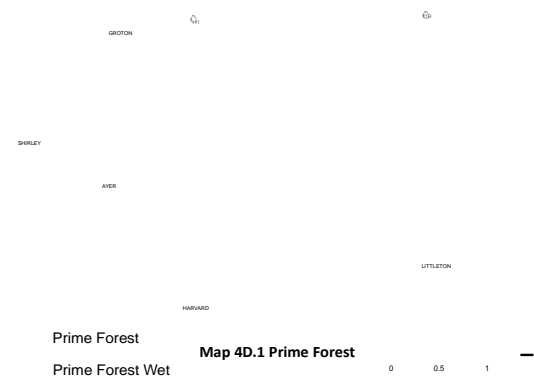 GROTON
SHIRLEY
AYER
LITTLETON
HARVARD
Prime Forest
Map 4D.1 Prime Forest
Prime Forest Wet
0 0.5 1